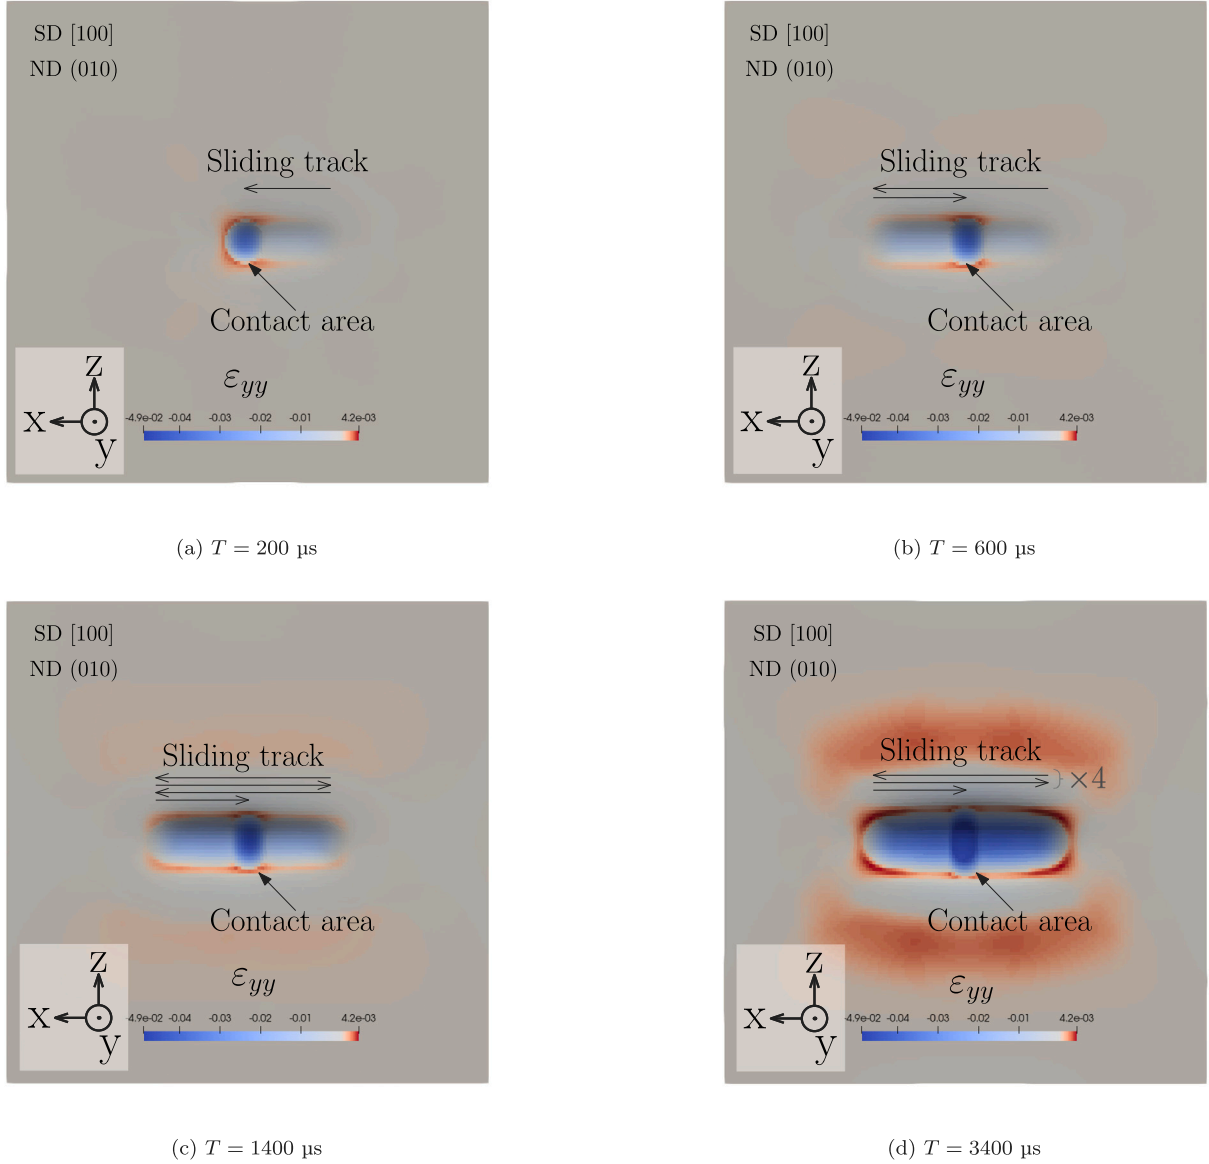 SD [100]
ND (010)
Sliding track
Contact area
εyy
-4.9e-02 -0.04 -0.03 -0.02 -0.01 4.2e-03
z
x
y
(a) T = 200 µs
SD [100]
ND (010)
Sliding track
Contact area
εyy
-4.9e-02 -0.04 -0.03 -0.02 -0.01 4.2e-03
z
x
y
(b) T = 600 µs
SD [100]
ND (010)
Sliding track
Contact area
εyy
-4.9e-02 -0.04 -0.03 -0.02 -0.01 4.2e-03
z
x
y
(c) T = 1400 µs
SD [100]
ND (010)
Sliding track
}×4
Contact area
εyy
-4.9e-02 -0.04 -0.03 -0.02 -0.01 4.2e-03
z
x
y
(d) T = 3400 µs